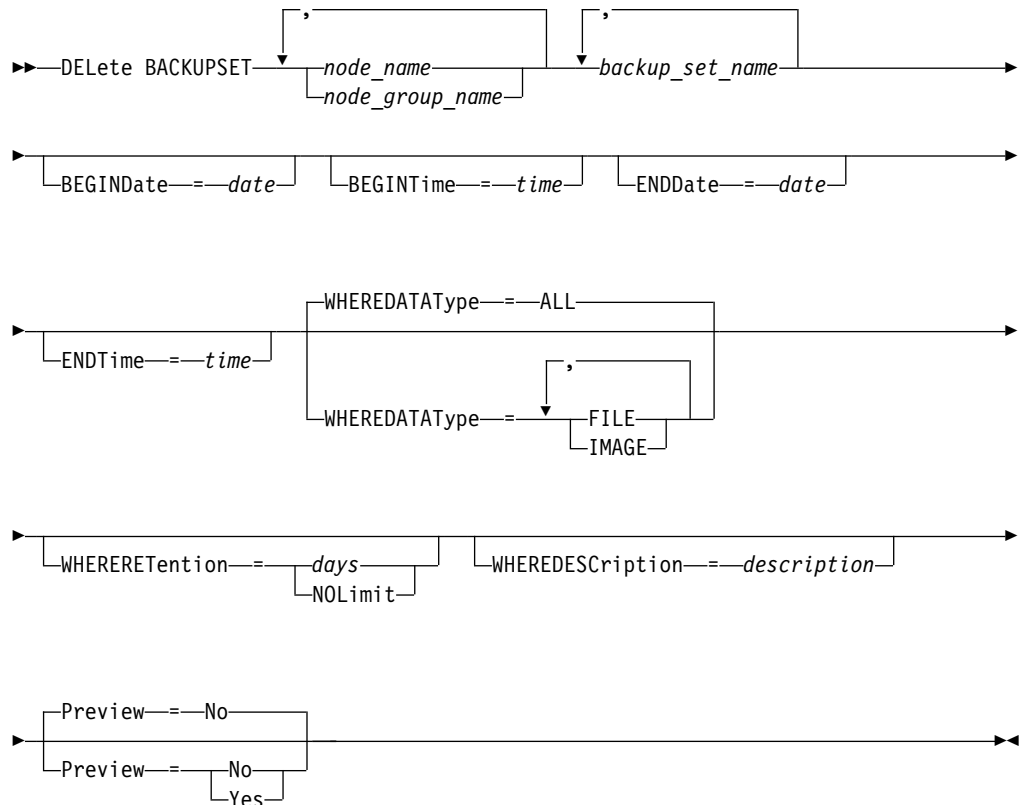 , ,
DELete BACKUPSET node_name backup_set_name
node_group_name
BEGINDate = date BEGINTime = time ENDDate = date
WHEREDATAType = ALL
ENDTime = time
,
WHEREDATAType = FILE
IMAGE
WHERERETention = days WHEREDESCription = description
NOLimit
Preview = No
Preview = No
Yes